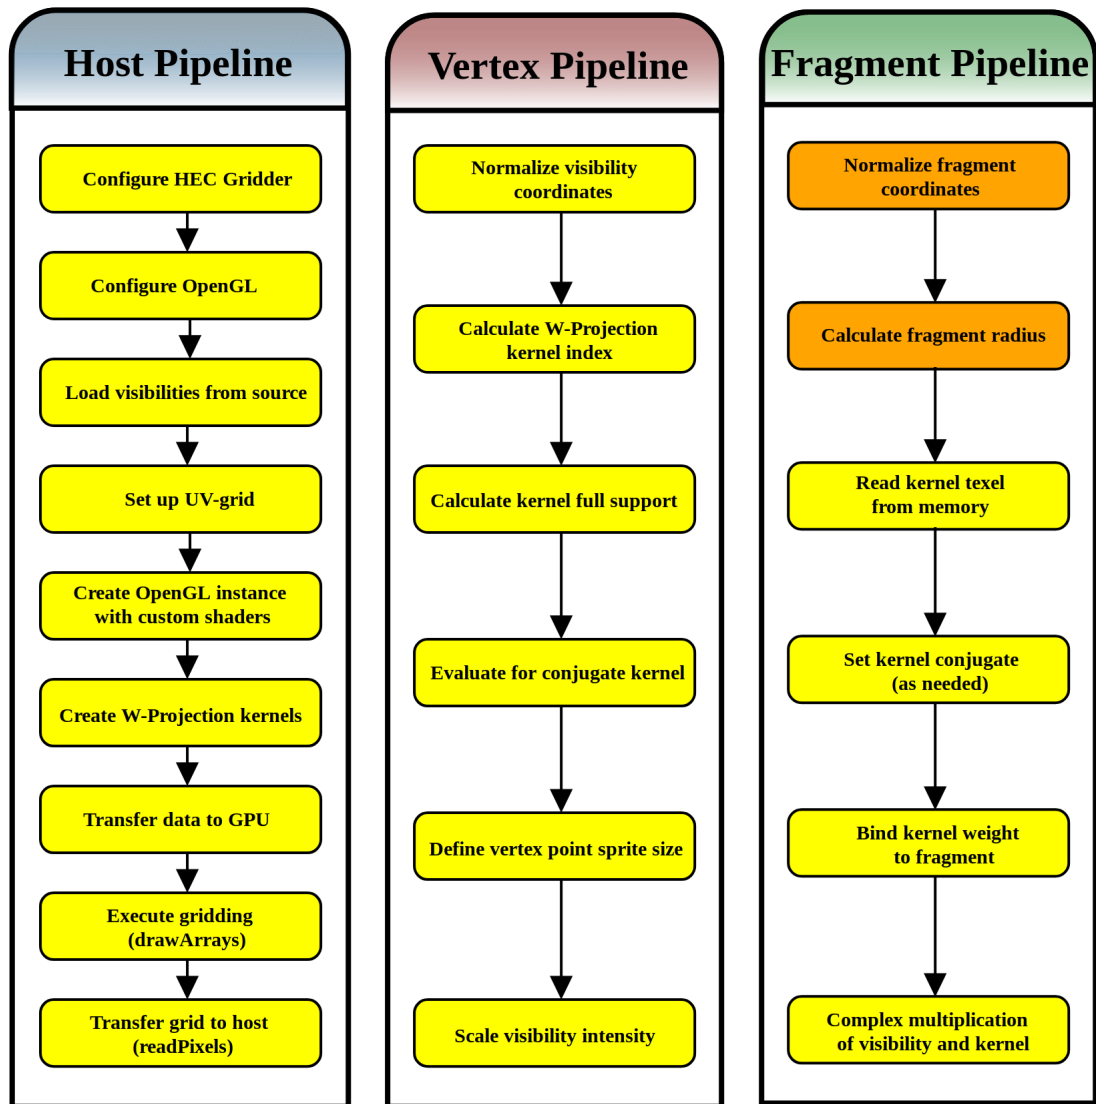 Host Pipeline
Configure HEC Gridder
Configure OpenGL
Load visibilities from source
Set up UV-grid
Create OpenGL instance
with custom shaders
Create W-Projection kernels
Transfer data to GPU
Execute gridding
(drawArrays)
Transfer grid to host
(readPixels)
Vertex Pipeline
Normalize visibility
coordinates
Calculate W-Projection
kernel index
Calculate kernel full support
Evaluate for conjugate kernel
Define vertex point sprite size
Scale visibility intensity
Fragment Pipeline
Normalize fragment
coordinates
Calculate fragment radius
Read kernel texel
from memory
Set kernel conjugate
(as needed)
Bind kernel weight
to fragment
Complex multiplication
of visibility and kernel